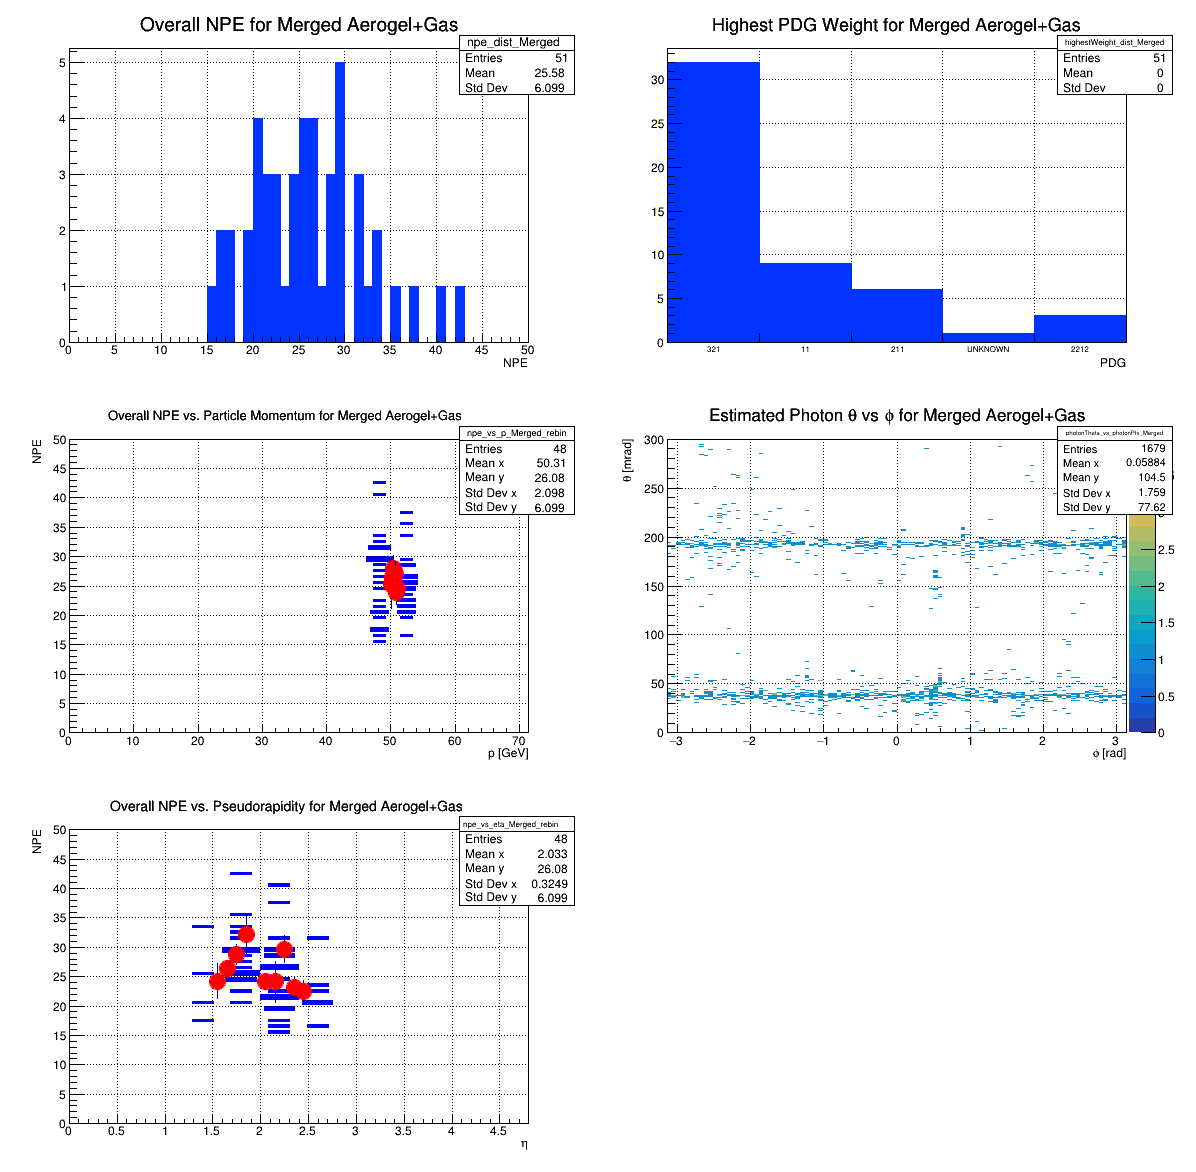 Overall NPE for Merged Aerogel+Gas
npe_dist_Merged
Entries 51
Mean 25.58
Std Dev 6.099
5
4
3
2
1
0
0 5 10 15 20 25 30 35 40 45 50
NPE
Highest PDG Weight for Merged Aerogel+Gas
highestWeight_dist_Merged
Entries 51
Mean 0
Std Dev 0
30
25
20
15
10
5
0
321 11 211 UNKNOWN 2212
PDG
Overall NPE vs. Particle Momentum for Merged Aerogel+Gas
npe_vs_p_Merged_rebin
Entries 48
Mean x 50.31
Mean y 26.08
Std Dev x 2.098
Std Dev y 6.099
NPE
50
45
40
35
30
25
20
15
10
5
0
0 10 20 30 40 50 60 70
p [GeV]
Estimated Photon θ vs ϕ for Merged Aerogel+Gas
photonTheta_vs_photonPhi_Merged
Entries 1679
Mean x 0.05884
Mean y 104.5
Std Dev x 1.759
Std Dev y 77.62
θ [mrad]
300
250
200
150
100
50
0
−3 −2 −1 0 1 2 3
ϕ [rad]
2.5
2
1.5
1
0.5
0
Overall NPE vs. Pseudorapidity for Merged Aerogel+Gas
npe_vs_eta_Merged_rebin
Entries 48
Mean x 2.033
Mean y 26.08
Std Dev x 0.3249
Std Dev y 6.099
NPE
50
45
40
35
30
25
20
15
10
5
0
0 0.5 1 1.5 2 2.5 3 3.5 4 4.5
η